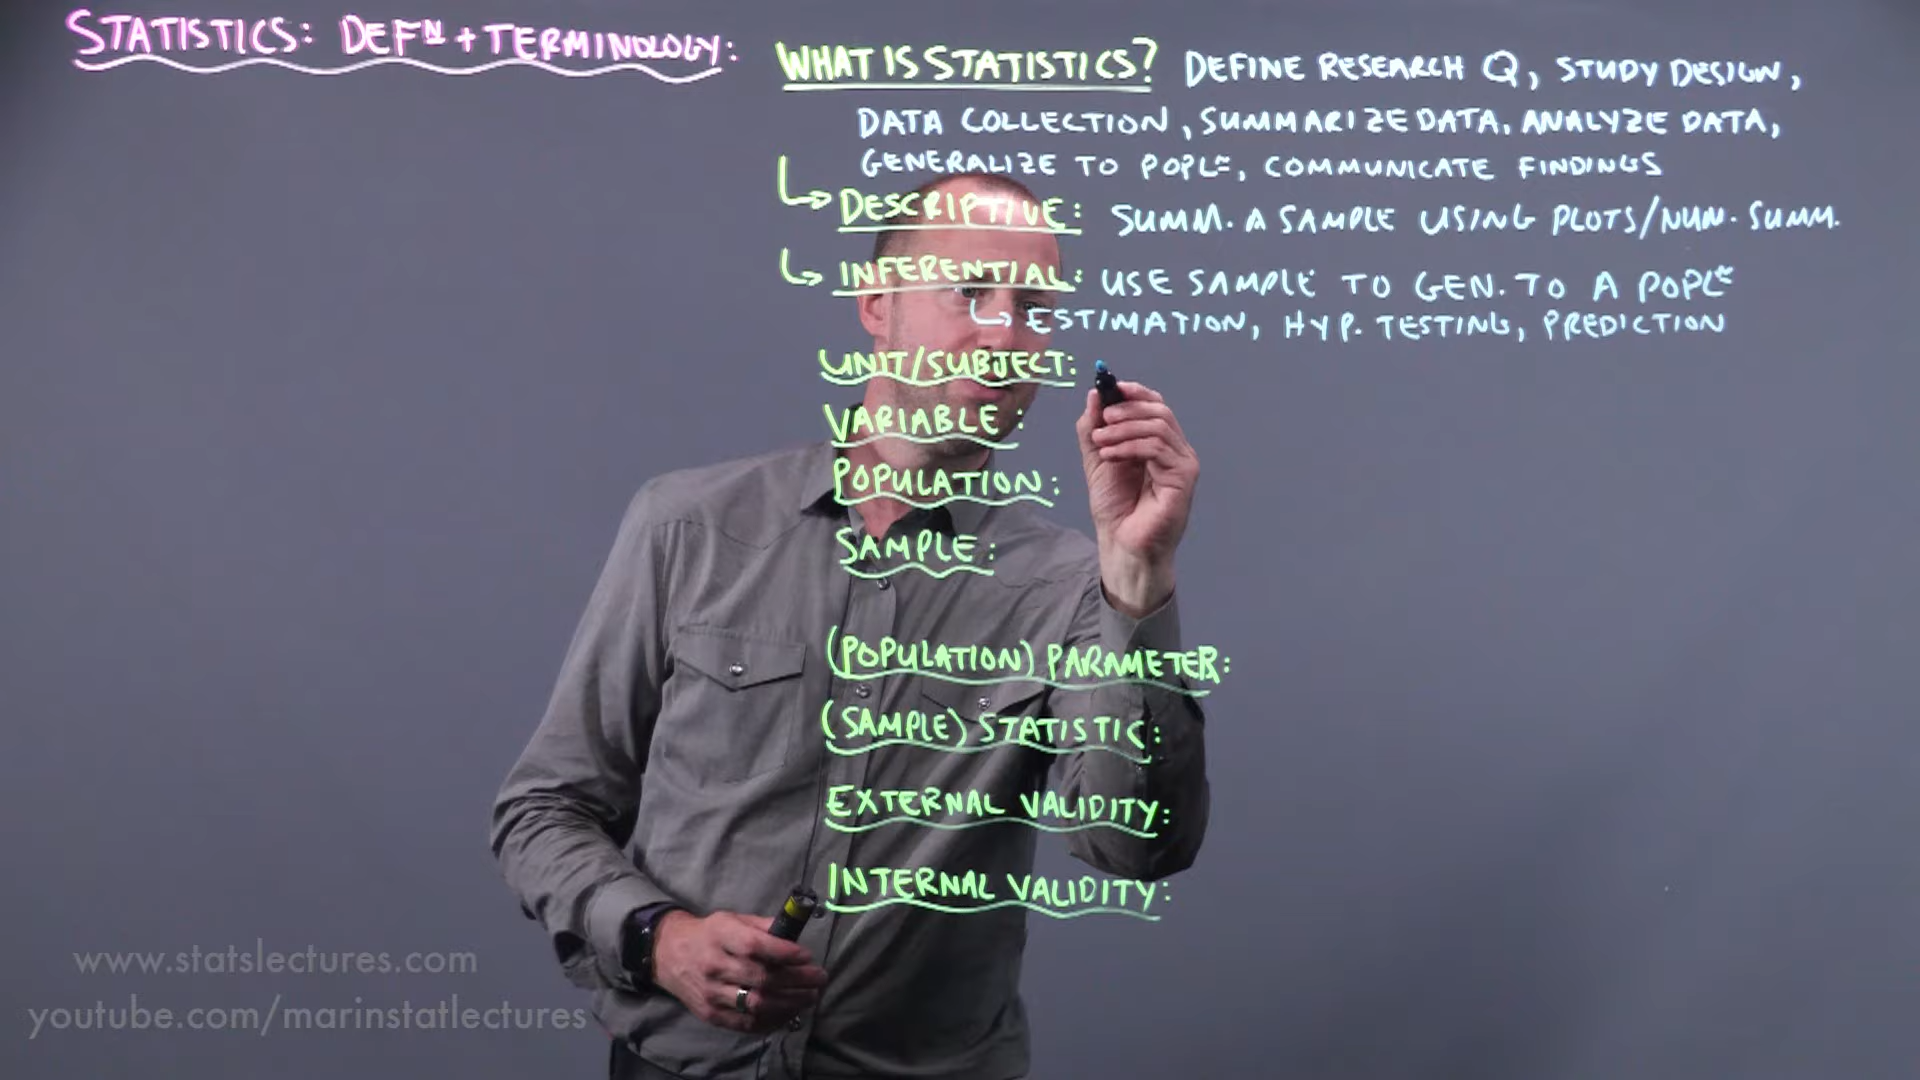 STATISTICS: DEFᴺ + TERMINOLOGY:
WHAT IS STATISTICS? DEFINE RESEARCH Q, STUDY DESIGN,
DATA COLLECTION, SUMMARIZE DATA, ANALYZE DATA,
GENERALIZE TO POPLᴱ, COMMUNICATE FINDINGS
↳ DESCRIPTIVE: SUMM. A SAMPLE USING PLOTS/NUM. SUMM.
↳ INFERENTIAL: USE SAMPLE TO GEN. TO A POPLᴱ
↳ ESTIMATION, HYP. TESTING, PREDICTION
UNIT/SUBJECT:
VARIABLE:
POPULATION:
SAMPLE:
(POPULATION) PARAMETER:
(SAMPLE) STATISTIC:
EXTERNAL VALIDITY:
INTERNAL VALIDITY:
www.statslectures.com
youtube.com/marinstatlectures